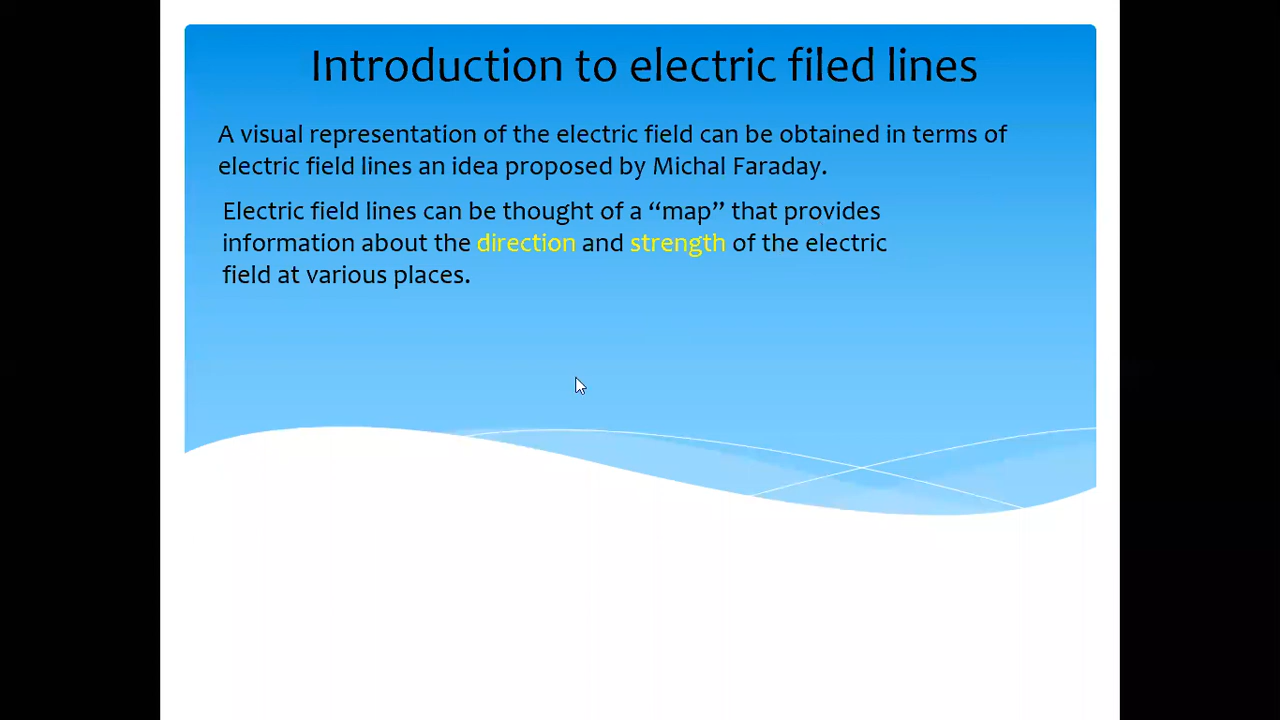 Introduction to electric filed lines
A visual representation of the electric field can be obtained in terms of
electric field lines an idea proposed by Michal Faraday.
Electric field lines can be thought of a “map” that provides
information about the direction and strength of the electric
field at various places.